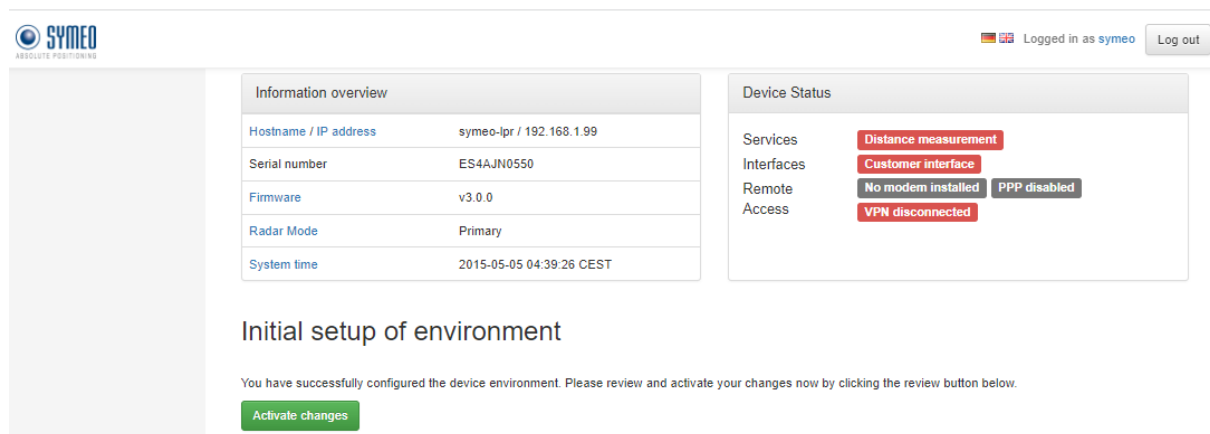 SYMEO
ABSOLUTE POSITIONING
Logged in as symeo
Log out
Information overview
Hostname / IP address symeo-lpr / 192.168.1.99
Serial number ES4AJN0550
Firmware v3.0.0
Radar Mode Primary
System time 2015-05-05 04:39:26 CEST
Device Status
Services Distance measurement
Interfaces Customer interface
Remote No modem installed PPP disabled
Access VPN disconnected
Initial setup of environment
You have successfully configured the device environment. Please review and activate your changes now by clicking the review button below.
Activate changes